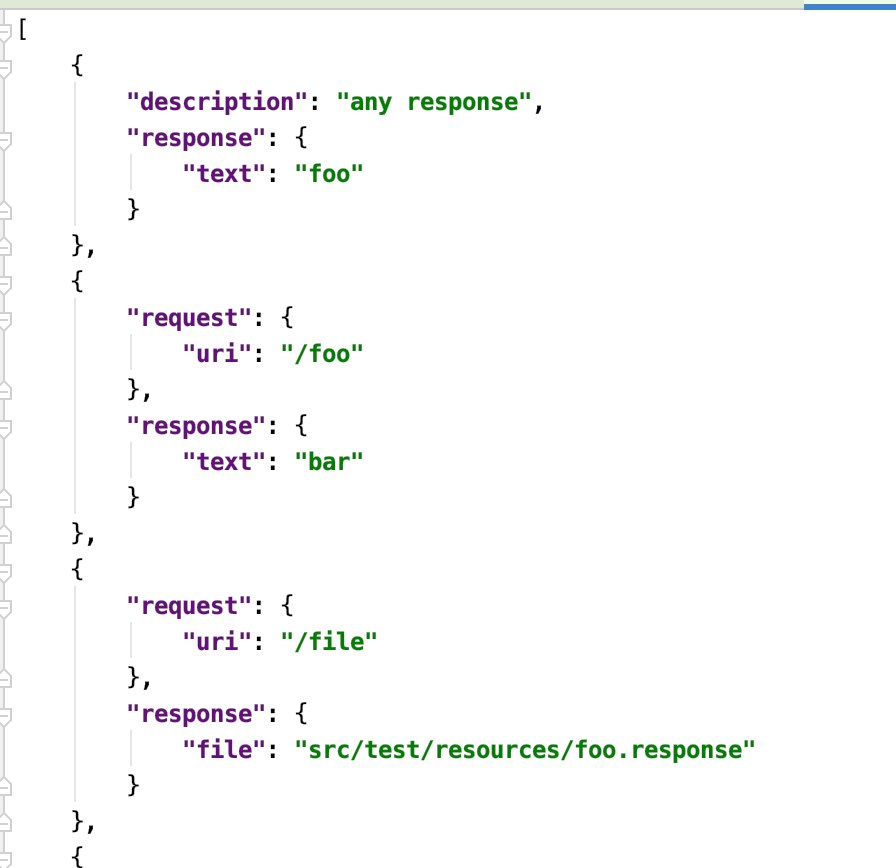 [
    {
        "description": "any response",
        "response": {
            "text": "foo"
        }
    },
    {
        "request": {
            "uri": "/foo"
        },
        "response": {
            "text": "bar"
        }
    },
    {
        "request": {
            "uri": "/file"
        },
        "response": {
            "file": "src/test/resources/foo.response"
        }
    },
    {